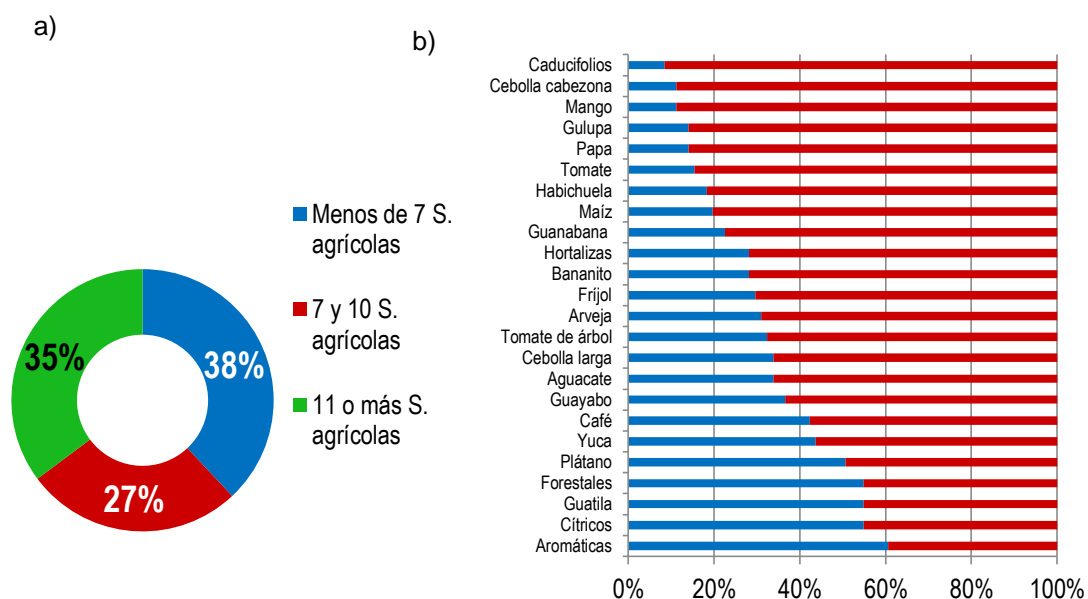 a)
Menos de 7 S.
agrícolas
7 y 10 S.
agrícolas
11 o más S.
agrícolas
38%
27%
35%
b)
Caducifolios
Cebolla cabezona
Mango
Gulupa
Papa
Tomate
Habichuela
Maíz
Guanabana
Hortalizas
Bananito
Fríjol
Arveja
Tomate de árbol
Cebolla larga
Aguacate
Guayabo
Café
Yuca
Plátano
Forestales
Guatila
Cítricos
Aromáticas
0% 20% 40% 60% 80% 100%